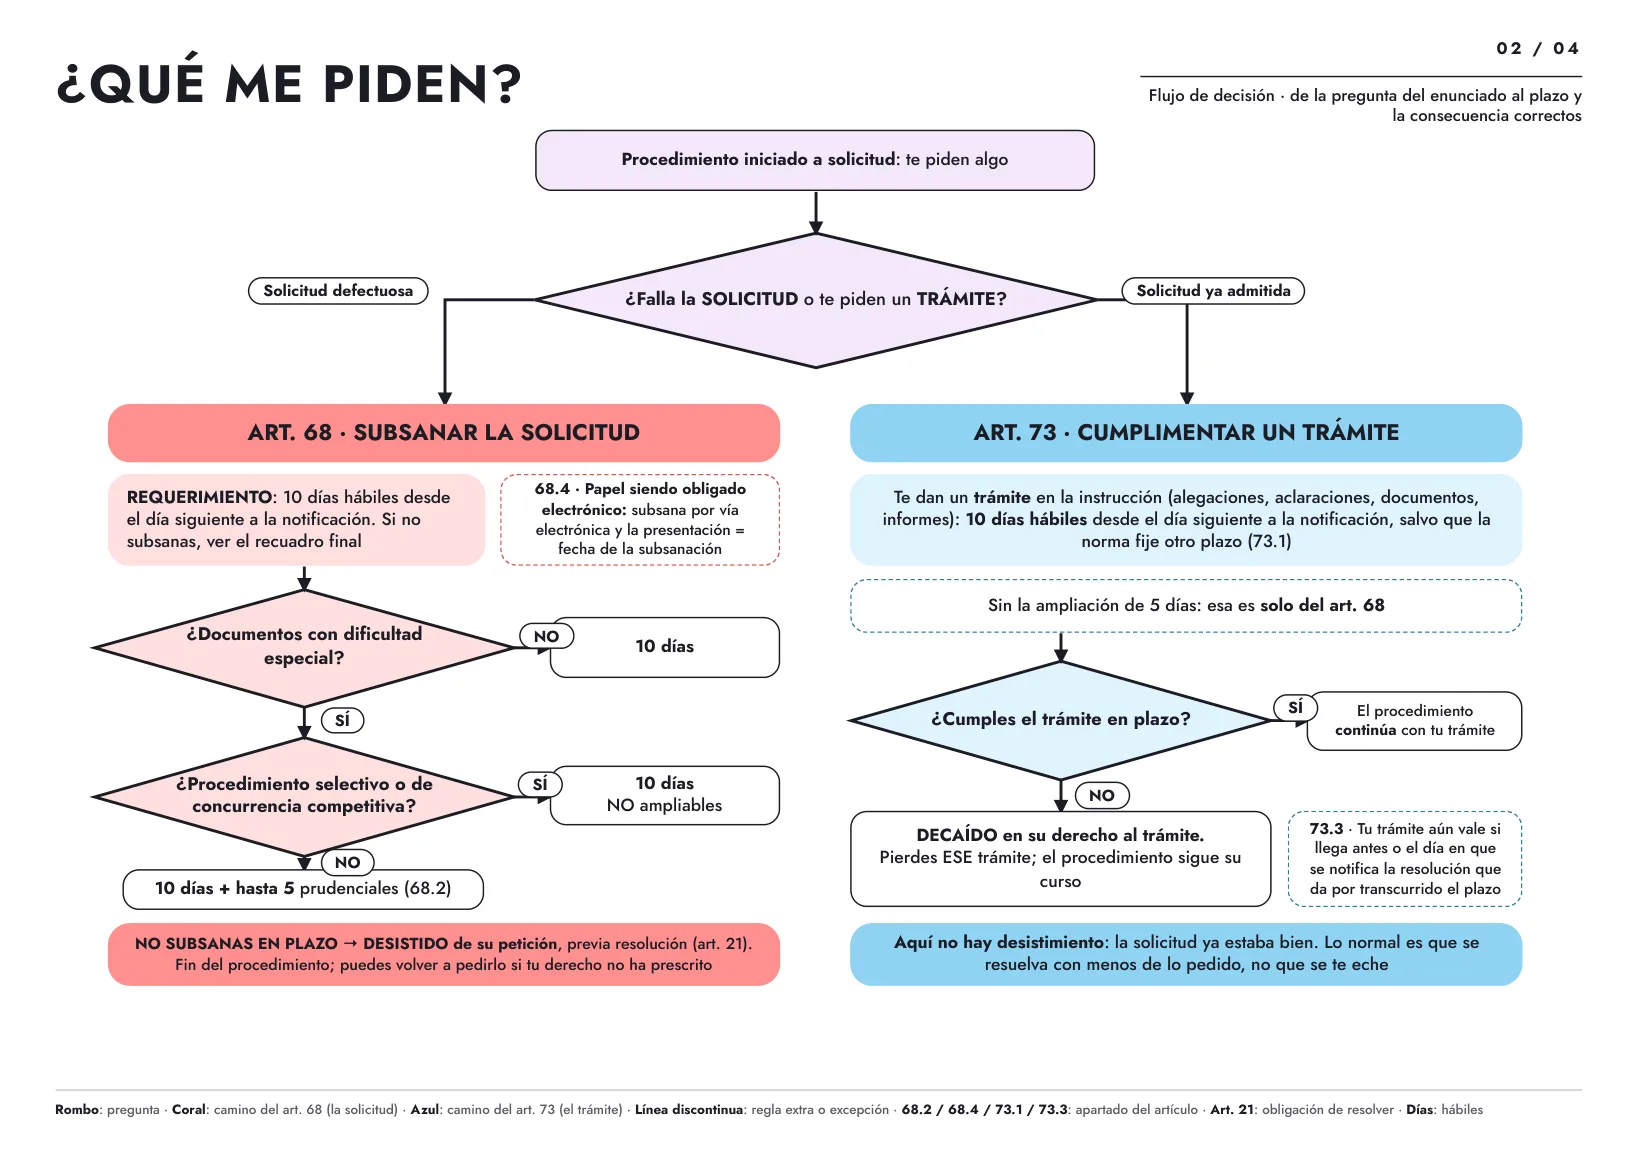 ¿QUÉ ME PIDEN?
02 / 04
Flujo de decisión · de la pregunta del enunciado al plazo y
la consecuencia correctos
Procedimiento iniciado a solicitud: te piden algo
¿Falla la SOLICITUD o te piden un TRÁMITE?
Solicitud defectuosa
Solicitud ya admitida
ART. 68 · SUBSANAR LA SOLICITUD
REQUERIMIENTO: 10 días hábiles desde
el día siguiente a la notificación. Si no
subsanas, ver el recuadro final
68.4 · Papel siendo obligado
electrónico: subsana por vía
electrónica y la presentación =
fecha de la subsanación
¿Documentos con dificultad
especial?
NO
10 días
SÍ
¿Procedimiento selectivo o de
concurrencia competitiva?
SÍ
10 días
NO ampliables
NO
10 días + hasta 5 prudenciales (68.2)
NO SUBSANAS EN PLAZO → DESISTIDO de su petición, previa resolución (art. 21).
Fin del procedimiento; puedes volver a pedirlo si tu derecho no ha prescrito
ART. 73 · CUMPLIMENTAR UN TRÁMITE
Te dan un trámite en la instrucción (alegaciones, aclaraciones, documentos,
informes): 10 días hábiles desde el día siguiente a la notificación, salvo que la
norma fije otro plazo (73.1)
Sin la ampliación de 5 días: esa es solo del art. 68
¿Cumples el trámite en plazo?
SÍ
El procedimiento
continúa con tu trámite
NO
DECAÍDO en su derecho al trámite.
Pierdes ESE trámite; el procedimiento sigue su
curso
73.3 · Tu trámite aún vale si
llega antes o el día en que
se notifica la resolución que
da por transcurrido el plazo
Aquí no hay desistimiento: la solicitud ya estaba bien. Lo normal es que se
resuelva con menos de lo pedido, no que se te eche
Rombo: pregunta · Coral: camino del art. 68 (la solicitud) · Azul: camino del art. 73 (el trámite) · Línea discontinua: regla extra o excepción · 68.2 / 68.4 / 73.1 / 73.3: apartado del artículo · Art. 21: obligación de resolver · Días: hábiles